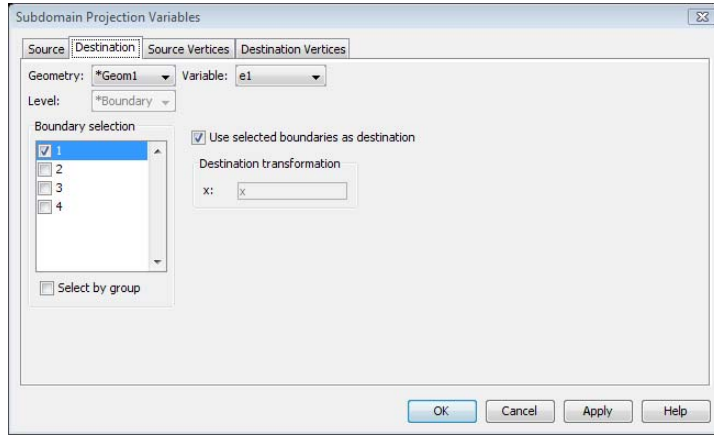 Subdomain Projection Variables
Source Destination Source Vertices Destination Vertices
Geometry: *Geom1 Variable: e1
Level: *Boundary
Boundary selection
Use selected boundaries as destination
1
Destination transformation
2
3
x: x
4
Select by group
OK Cancel Apply Help